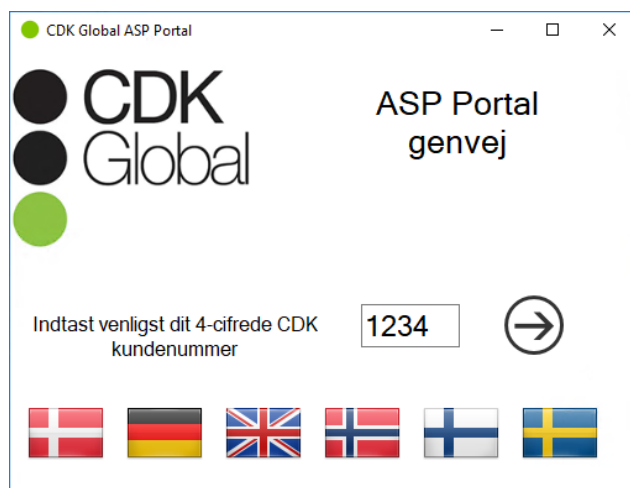 CDK Global ASP Portal
CDK
Global
ASP Portal
genvej
Indtast venligst dit 4-cifrede CDK
kundenummer
1234